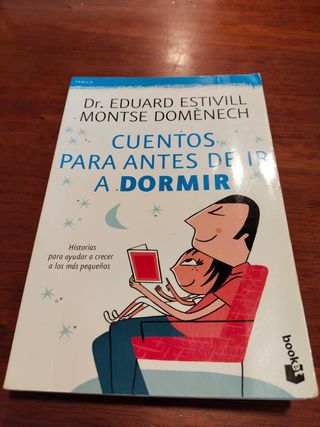 FAMILIA
Dr. EDUARD ESTIVILL
MONTSE DOMÈNECH
CUENTOS
PARA ANTES DE IR
A DORMIR
Historias
para ayudar a crecer
a los más pequeños
booket